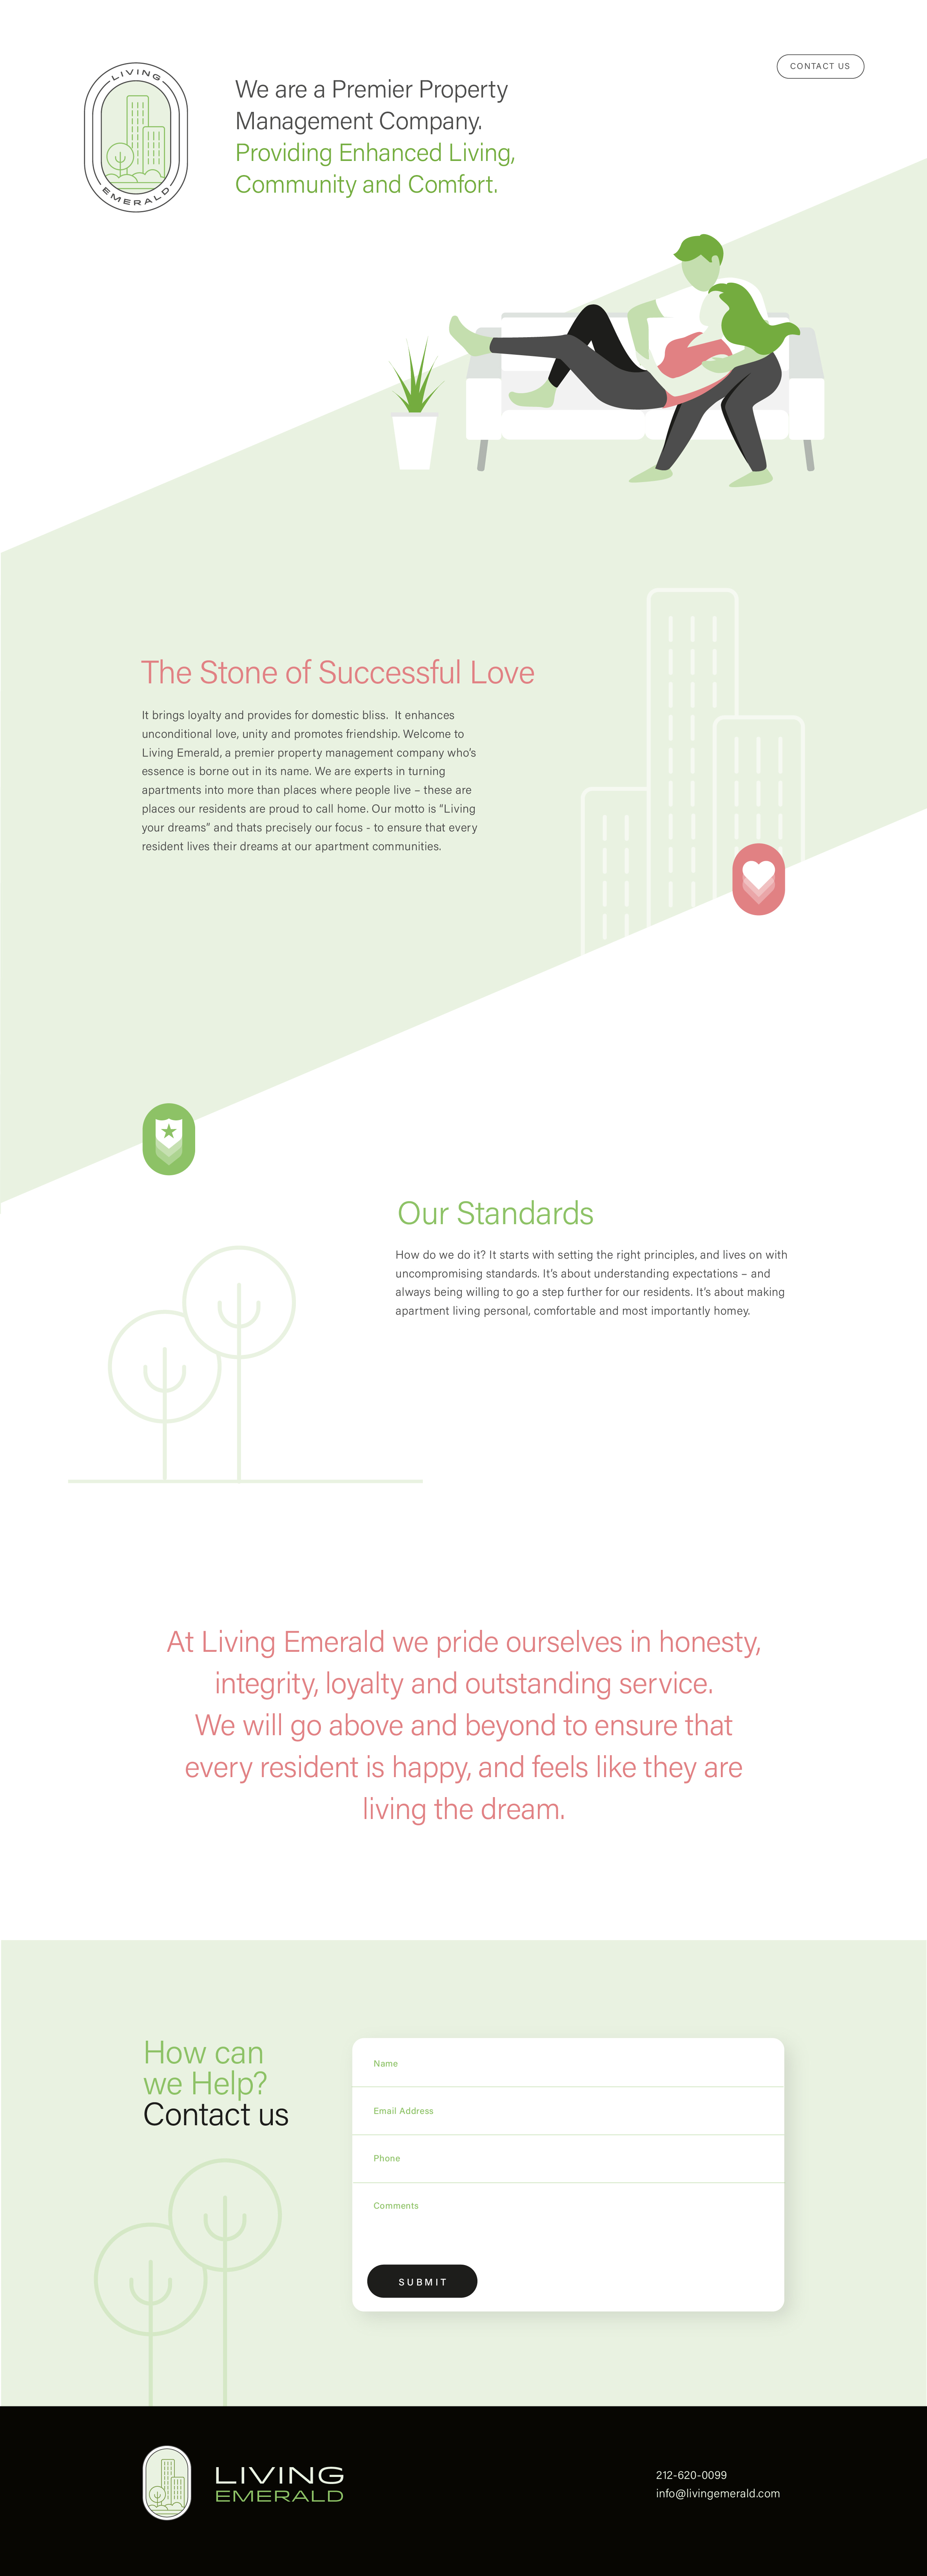 LIVING
EMERALD
We are a Premier Property
Management Company.
Providing Enhanced Living,
Community and Comfort.
CONTACT US
The Stone of Successful Love
It brings loyalty and provides for domestic bliss.  It enhances
unconditional love, unity and promotes friendship. Welcome to
Living Emerald, a premier property management company who’s
essence is borne out in its name. We are experts in turning
apartments into more than places where people live – these are
places our residents are proud to call home. Our motto is “Living
your dreams” and thats precisely our focus - to ensure that every
resident lives their dreams at our apartment communities.
Our Standards
How do we do it? It starts with setting the right principles, and lives on with
uncompromising standards. It’s about understanding expectations – and
always being willing to go a step further for our residents. It’s about making
apartment living personal, comfortable and most importantly homey.
At Living Emerald we pride ourselves in honesty,
integrity, loyalty and outstanding service.
We will go above and beyond to ensure that
every resident is happy, and feels like they are
living the dream.
How can
we Help?
Contact us
Name
Email Address
Phone
Comments
SUBMIT
LIVING
EMERALD
212-620-0099
info@livingemerald.com